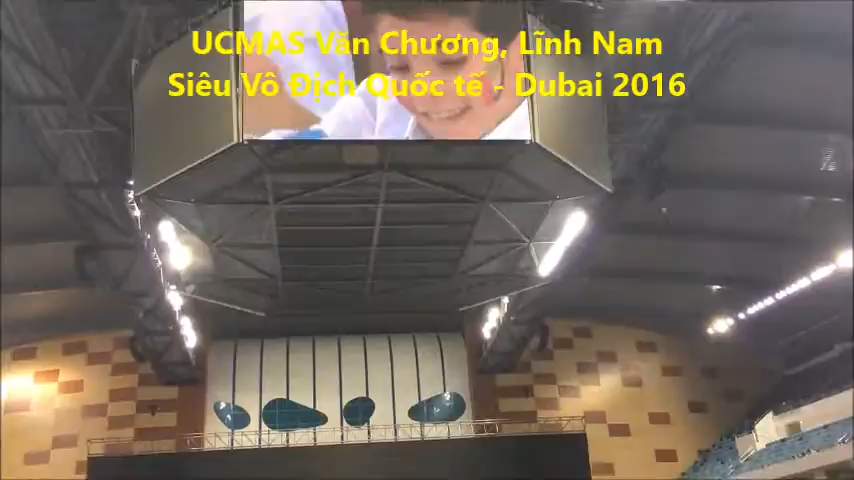 UCMAS Văn Chương, Lĩnh Nam
Siêu Vô Địch Quốc tế - Dubai 2016